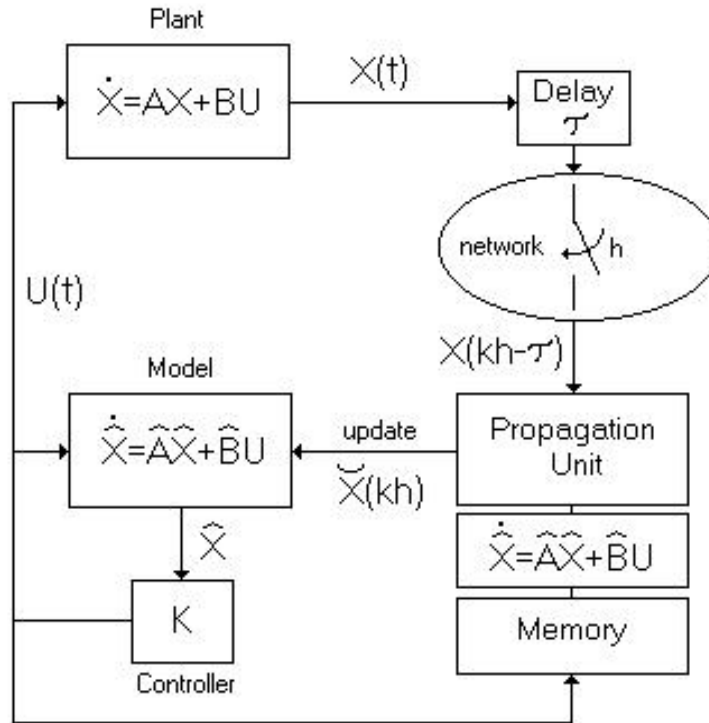 Plant
Ẋ=AX+BU
X(t)
Delay
τ
network
h
U(t)
X(kh-τ)
Model
X̂̇=ÂX̂+B̂U
update
X̆(kh)
Propagation
Unit
X̂̇=ÂX̂+B̂U
X̂
K
Controller
Memory